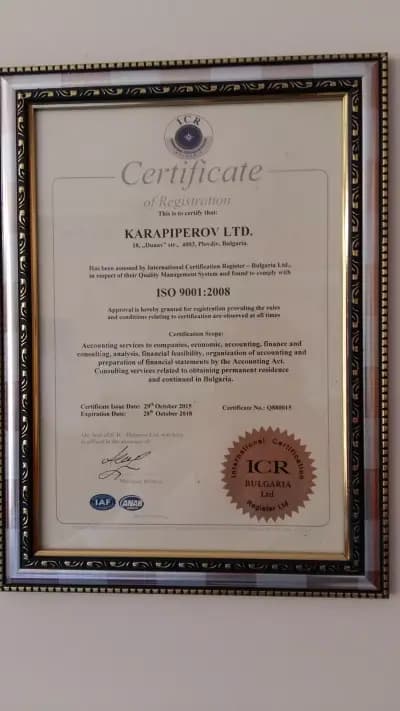 ICR
Certificate
of Registration
This is to certify that:
KARAPIPEROV LTD.
10, „Dunav" str., 4003, Plovdiv, Bulgaria.
Has been assessed by International Certification Register – Bulgaria Ltd.,
in respect of their Quality Management System and found to comply with
ISO 9001:2008
Approval is hereby granted for registration providing the rules
and conditions relating to certification are observed at all times
Certification Scope:
Accounting services to companies, economic, accounting, finance and
consulting, analysis, financial feasibility, organization of accounting and
preparation of financial statements by the Accounting Act.
Consulting services related to obtaining permanent residence
and continued in Bulgaria.
Certificate Issue Date: 29th October 2015
Expiration Date: 28th October 2018
Certificate No.: Q880015
International Certification
ICR
BULGARIA
Ltd
Register Ltd
IAF
ANAB